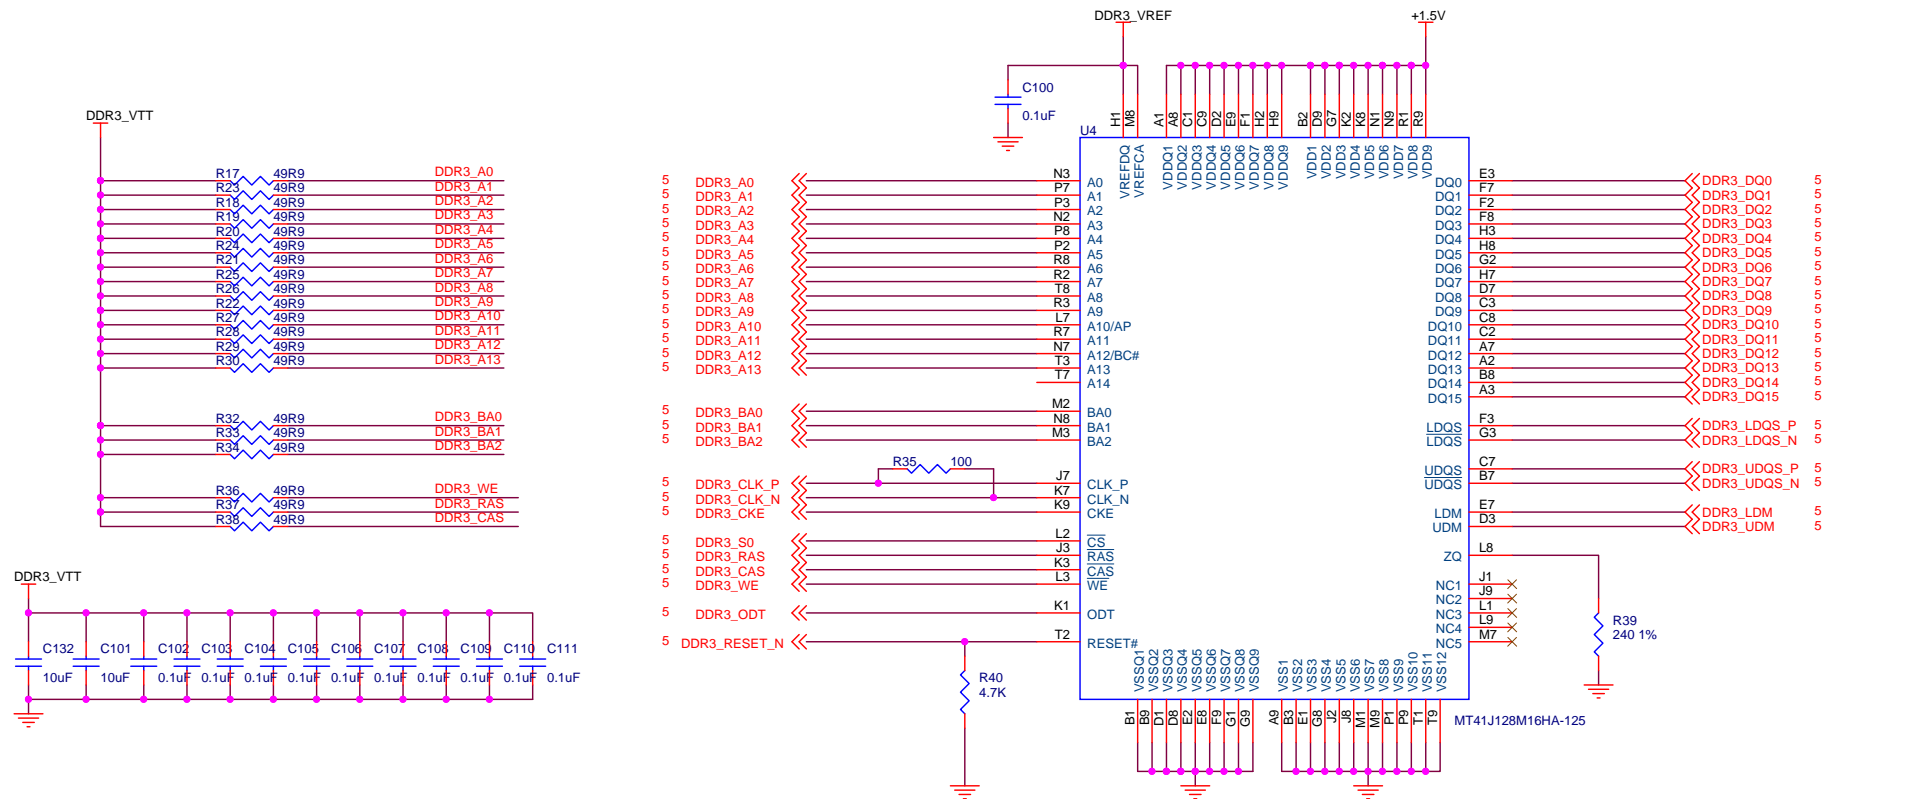 DDR3_VREF
+1.5V
C100
0.1uF
DDR3_VTT
R17 49R9 DDR3_A0
R23 49R9 DDR3_A1
R18 49R9 DDR3_A2
R19 49R9 DDR3_A3
R20 49R9 DDR3_A4
R24 49R9 DDR3_A5
R21 49R9 DDR3_A6
R25 49R9 DDR3_A7
R26 49R9 DDR3_A8
R22 49R9 DDR3_A9
R27 49R9 DDR3_A10
R28 49R9 DDR3_A11
R29 49R9 DDR3_A12
R30 49R9 DDR3_A13
R32 49R9 DDR3_BA0
R33 49R9 DDR3_BA1
R34 49R9 DDR3_BA2
R36 49R9 DDR3_WE
R37 49R9 DDR3_RAS
R38 49R9 DDR3_CAS
DDR3_VTT
C132 C101 C102 C103 C104 C105 C106 C107 C108 C109 C110 C111
10uF 10uF 0.1uF 0.1uF 0.1uF 0.1uF 0.1uF 0.1uF 0.1uF 0.1uF 0.1uF 0.1uF
U4
H1 M8 A1 A8 C1 C9 D2 E9 F1 H2 H9 B2 D9 G7 K2 K8 N1 N9 R1 R9
VREFDQ VREFCA VDDQ1 VDDQ2 VDDQ3 VDDQ4 VDDQ5 VDDQ6 VDDQ7 VDDQ8 VDDQ9 VDD1 VDD2 VDD3 VDD4 VDD5 VDD6 VDD7 VDD8 VDD9
5 DDR3_A0 N3 A0
5 DDR3_A1 P7 A1
5 DDR3_A2 P3 A2
5 DDR3_A3 N2 A3
5 DDR3_A4 P8 A4
5 DDR3_A5 P2 A5
5 DDR3_A6 R8 A6
5 DDR3_A7 R2 A7
5 DDR3_A8 T8 A8
5 DDR3_A9 R3 A9
5 DDR3_A10 L7 A10/AP
5 DDR3_A11 R7 A11
5 DDR3_A12 N7 A12/BC#
5 DDR3_A13 T3 A13
T7 A14
5 DDR3_BA0 M2 BA0
5 DDR3_BA1 N8 BA1
5 DDR3_BA2 M3 BA2
R35 100
5 DDR3_CLK_P J7 CLK_P
5 DDR3_CLK_N K7 CLK_N
5 DDR3_CKE K9 CKE
5 DDR3_S0 L2 CS
5 DDR3_RAS J3 RAS
5 DDR3_CAS K3 CAS
5 DDR3_WE L3 WE
5 DDR3_ODT K1 ODT
5 DDR3_RESET_N T2 RESET#
R40
4.7K
DQ0 E3 DDR3_DQ0 5
DQ1 F7 DDR3_DQ1 5
DQ2 F2 DDR3_DQ2 5
DQ3 F8 DDR3_DQ3 5
DQ4 H3 DDR3_DQ4 5
DQ5 H8 DDR3_DQ5 5
DQ6 G2 DDR3_DQ6 5
DQ7 H7 DDR3_DQ7 5
DQ8 D7 DDR3_DQ8 5
DQ9 C3 DDR3_DQ9 5
DQ10 C8 DDR3_DQ10 5
DQ11 C2 DDR3_DQ11 5
DQ12 A7 DDR3_DQ12 5
DQ13 A2 DDR3_DQ13 5
DQ14 B8 DDR3_DQ14 5
DQ15 A3 DDR3_DQ15 5
LDQS F3 DDR3_LDQS_P 5
LDQS G3 DDR3_LDQS_N 5
UDQS C7 DDR3_UDQS_P 5
UDQS B7 DDR3_UDQS_N 5
LDM E7 DDR3_LDM 5
UDM D3 DDR3_UDM 5
ZQ L8
NC1 J1
NC2 J9
NC3 L1
NC4 L9
NC5 M7
R39
240 1%
VSSQ1 VSSQ2 VSSQ3 VSSQ4 VSSQ5 VSSQ6 VSSQ7 VSSQ8 VSSQ9 VSS1 VSS2 VSS3 VSS4 VSS5 VSS6 VSS7 VSS8 VSS9 VSS10 VSS11 VSS12
B1 B9 D1 D8 E2 E8 F9 G1 G9 A9 B3 E1 G8 J2 J8 M1 M9 P1 P9 T1 T9
MT41J128M16HA-125